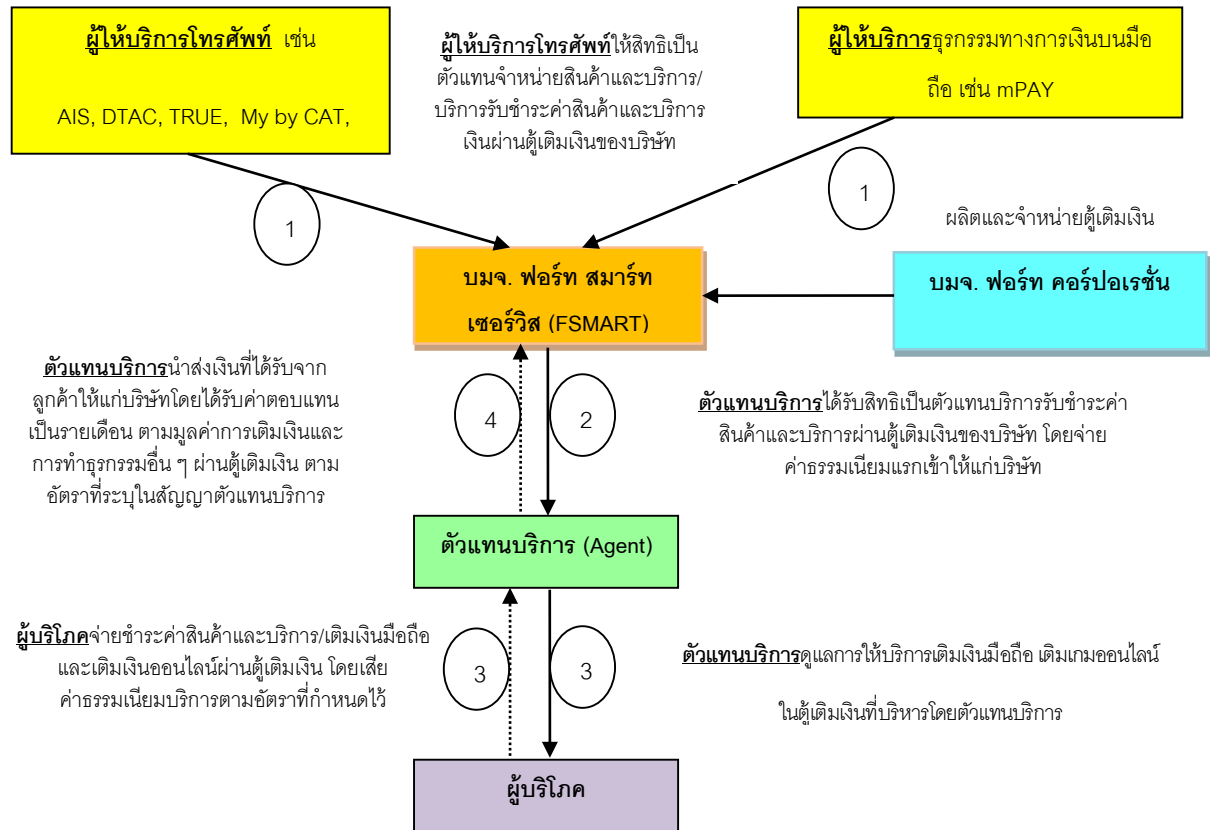 ผู้ให้บริการโทรศัพท์ เช่น
AIS, DTAC, TRUE, My by CAT,
ผู้ให้บริการโทรศัพท์ให้สิทธิเป็น
ตัวแทนจำหน่ายสินค้าและบริการ/
บริการรับชำระค่าสินค้าและบริการ
เงินผ่านตู้เติมเงินของบริษัท
ผู้ให้บริการธุรกรรมทางการเงินบนมือ
ถือ เช่น mPAY
1
1
ผลิตและจำหน่ายตู้เติมเงิน
บมจ. ฟอร์ท สมาร์ท
เซอร์วิส (FSMART)
บมจ. ฟอร์ท คอร์ปอเรชั่น
ตัวแทนบริการนำส่งเงินที่ได้รับจาก
ลูกค้าให้แก่บริษัทโดยได้รับค่าตอบแทน
เป็นรายเดือน ตามมูลค่าการเติมเงินและ
การทำธุรกรรมอื่น ๆ ผ่านตู้เติมเงิน ตาม
อัตราที่ระบุในสัญญาตัวแทนบริการ
4
2
ตัวแทนบริการได้รับสิทธิเป็นตัวแทนบริการรับชำระค่า
สินค้าและบริการผ่านตู้เติมเงินของบริษัท โดยจ่าย
ค่าธรรมเนียมแรกเข้าให้แก่บริษัท
ตัวแทนบริการ (Agent)
ผู้บริโภคจ่ายชำระค่าสินค้าและบริการ/เติมเงินมือถือ
และเติมเงินออนไลน์ผ่านตู้เติมเงิน โดยเสีย
ค่าธรรมเนียมบริการตามอัตราที่กำหนดไว้
3
3
ตัวแทนบริการดูแลการให้บริการเติมเงินมือถือ เติมเกมออนไลน์
ในตู้เติมเงินที่บริหารโดยตัวแทนบริการ
ผู้บริโภค